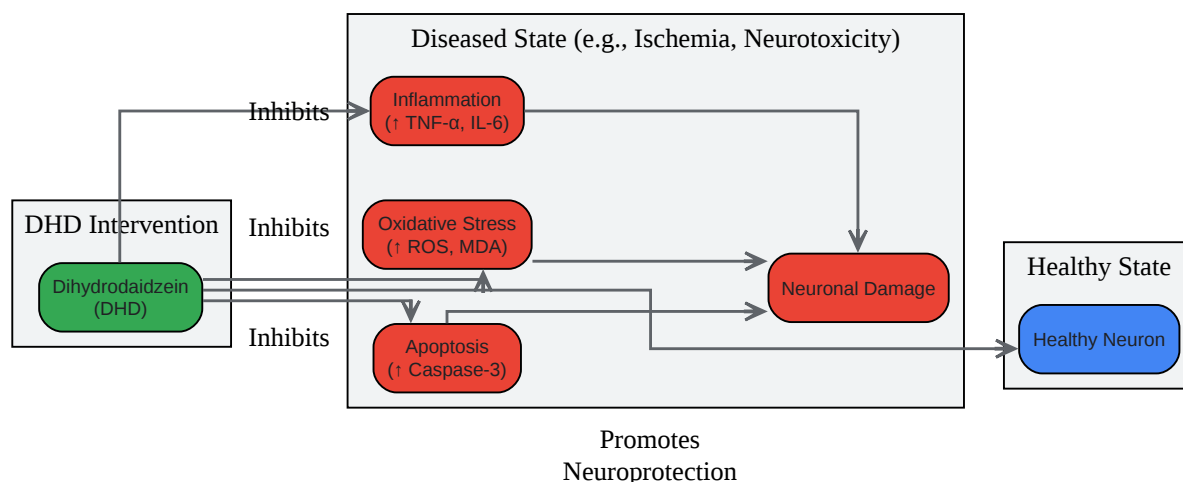 Diseased State (e.g., Ischemia, Neurotoxicity)
Inhibits
Inflammation
(↑ TNF-α, IL-6)
DHD Intervention
Inhibits
Oxidative Stress
(↑ ROS, MDA)
Dihydrodaidzein
(DHD)
Neuronal Damage
Healthy State
Healthy Neuron
Inhibits
Apoptosis
(↑ Caspase-3)
Promotes
Neuroprotection